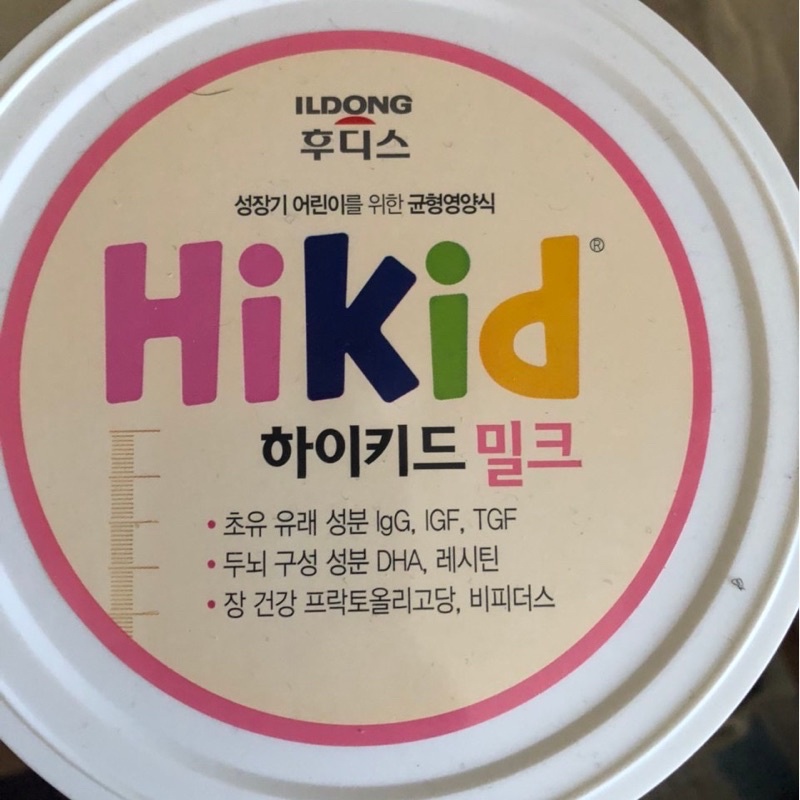 ILDONG
후디스
성장기 어린이를 위한 균형영양식
Hikid®
하이키드 밀크
• 초유 유래 성분 IgG, IGF, TGF
• 두뇌 구성 성분 DHA, 레시틴
• 장 건강 프락토올리고당, 비피더스